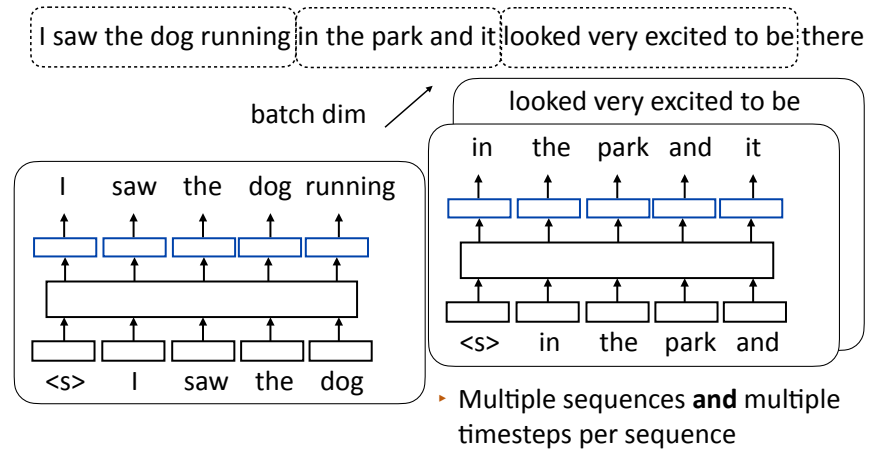 I saw the dog running in the park and it looked very excited to be there
batch dim
looked very excited to be
I saw the dog running
<s> I saw the dog
in the park and it
<s> in the park and
‣ Multiple sequences and multiple
timesteps per sequence